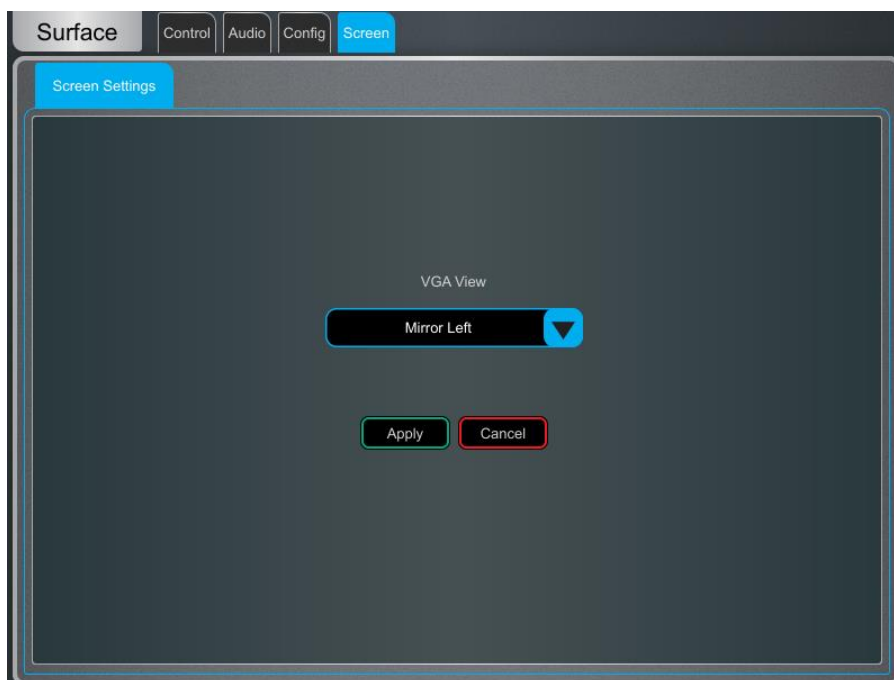 Surface Control Audio Config Screen
Screen Settings
VGA View
Mirror Left
Apply Cancel